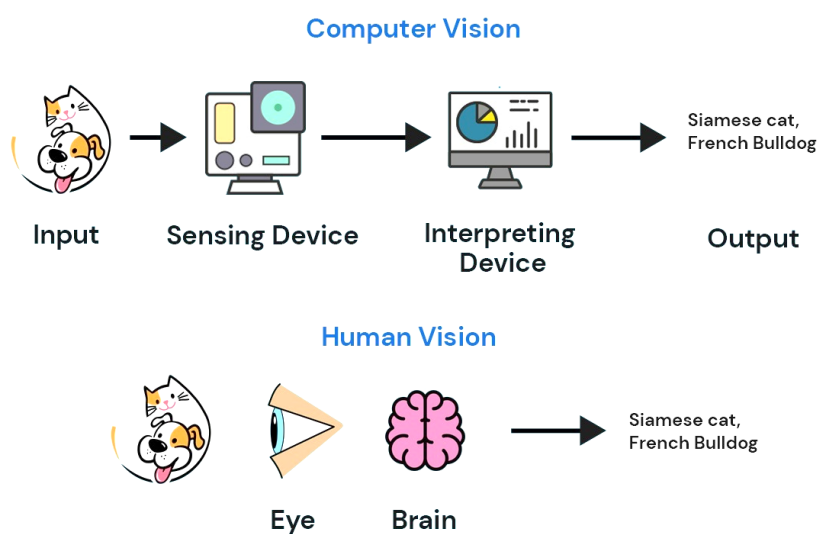 Computer Vision
Siamese cat,
French Bulldog
Input
Sensing Device
Interpreting
Device
Output
Human Vision
Siamese cat,
French Bulldog
Eye
Brain